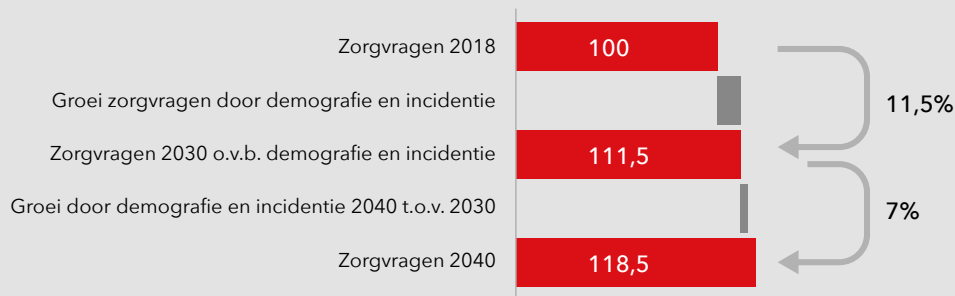 Zorgvragen 2018
100
Groei zorgvragen door demografie en incidentie
11,5%
Zorgvragen 2030 o.v.b. demografie en incidentie
111,5
Groei door demografie en incidentie 2040 t.o.v. 2030
7%
Zorgvragen 2040
118,5